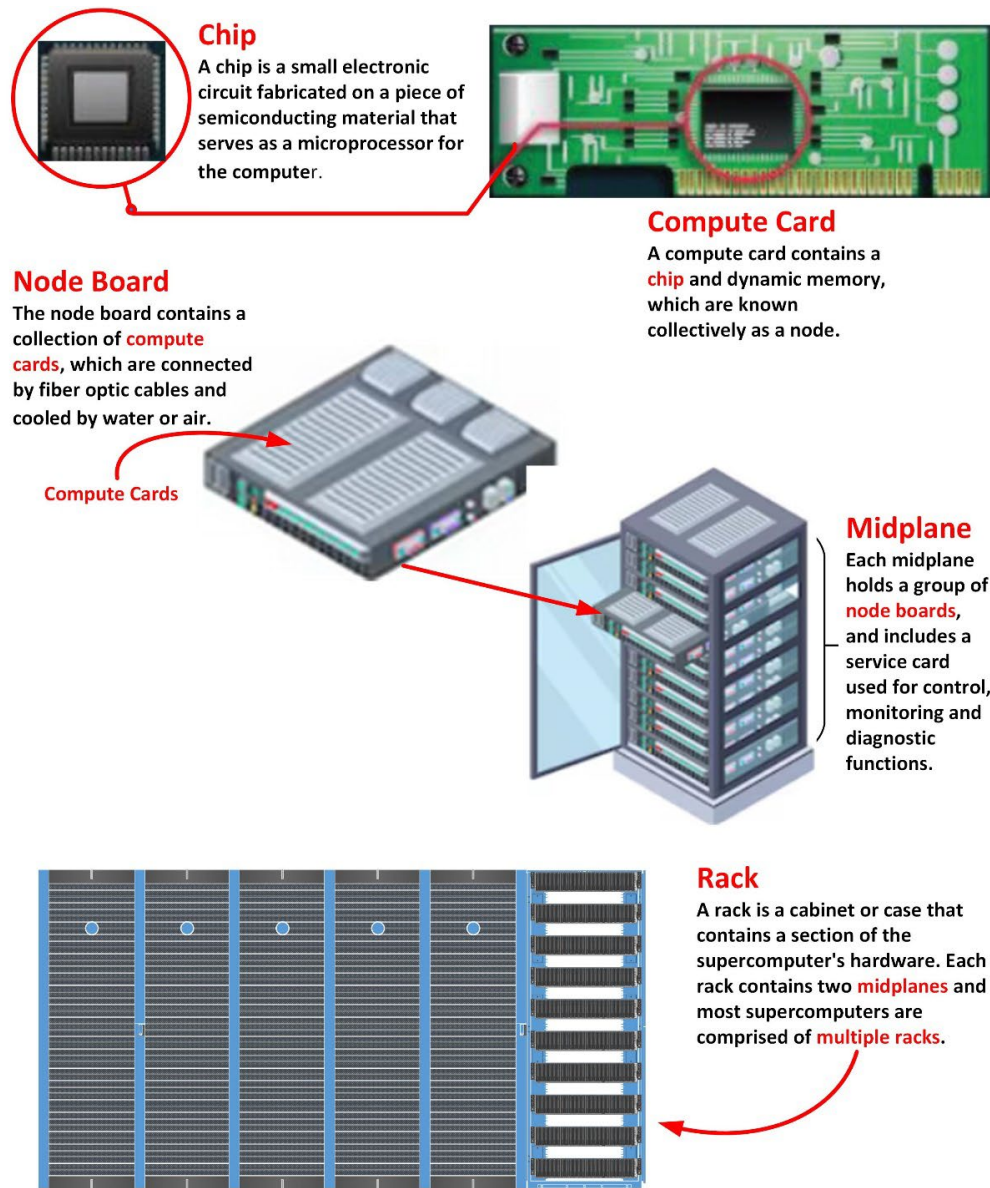 Chip
A chip is a small electronic
circuit fabricated on a piece of
semiconducting material that
serves as a microprocessor for
the computer.
Compute Card
A compute card contains a
chip and dynamic memory,
which are known
collectively as a node.
Node Board
The node board contains a
collection of compute
cards, which are connected
by fiber optic cables and
cooled by water or air.
Compute Cards
Midplane
Each midplane
holds a group of
node boards,
and includes a
service card
used for control,
monitoring and
diagnostic
functions.
Rack
A rack is a cabinet or case that
contains a section of the
supercomputer's hardware. Each
rack contains two midplanes and
most supercomputers are
comprised of multiple racks.